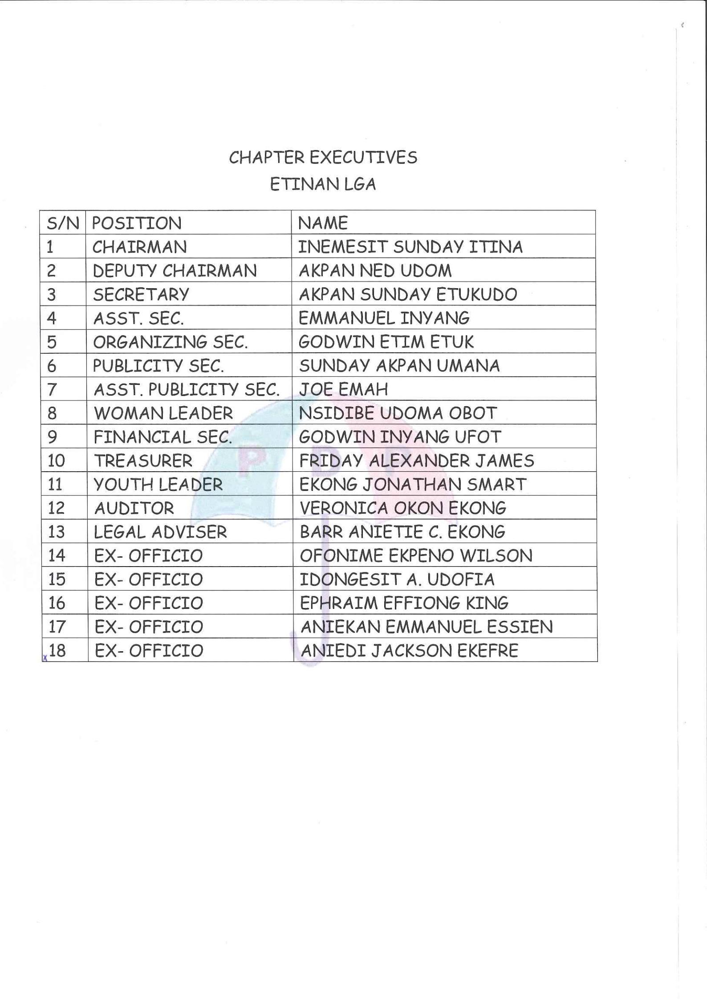 CHAPTER EXECUTIVES
ETINAN LGA
S/N POSITION NAME
1 CHAIRMAN INEMESIT SUNDAY ITINA
2 DEPUTY CHAIRMAN AKPAN NED UDOM
3 SECRETARY AKPAN SUNDAY ETUKUDO
4 ASST. SEC. EMMANUEL INYANG
5 ORGANIZING SEC. GODWIN ETIM ETUK
6 PUBLICITY SEC. SUNDAY AKPAN UMANA
7 ASST. PUBLICITY SEC. JOE EMAH
8 WOMAN LEADER NSIDIBE UDOMA OBOT
9 FINANCIAL SEC. GODWIN INYANG UFOT
10 TREASURER FRIDAY ALEXANDER JAMES
11 YOUTH LEADER EKONG JONATHAN SMART
12 AUDITOR VERONICA OKON EKONG
13 LEGAL ADVISER BARR ANIETIE C. EKONG
14 EX- OFFICIO OFONIME EKPENO WILSON
15 EX- OFFICIO IDONGESIT A. UDOFIA
16 EX- OFFICIO EPHRAIM EFFIONG KING
17 EX- OFFICIO ANIEKAN EMMANUEL ESSIEN
x 18 EX- OFFICIO ANIEDI JACKSON EKEFRE
P D P